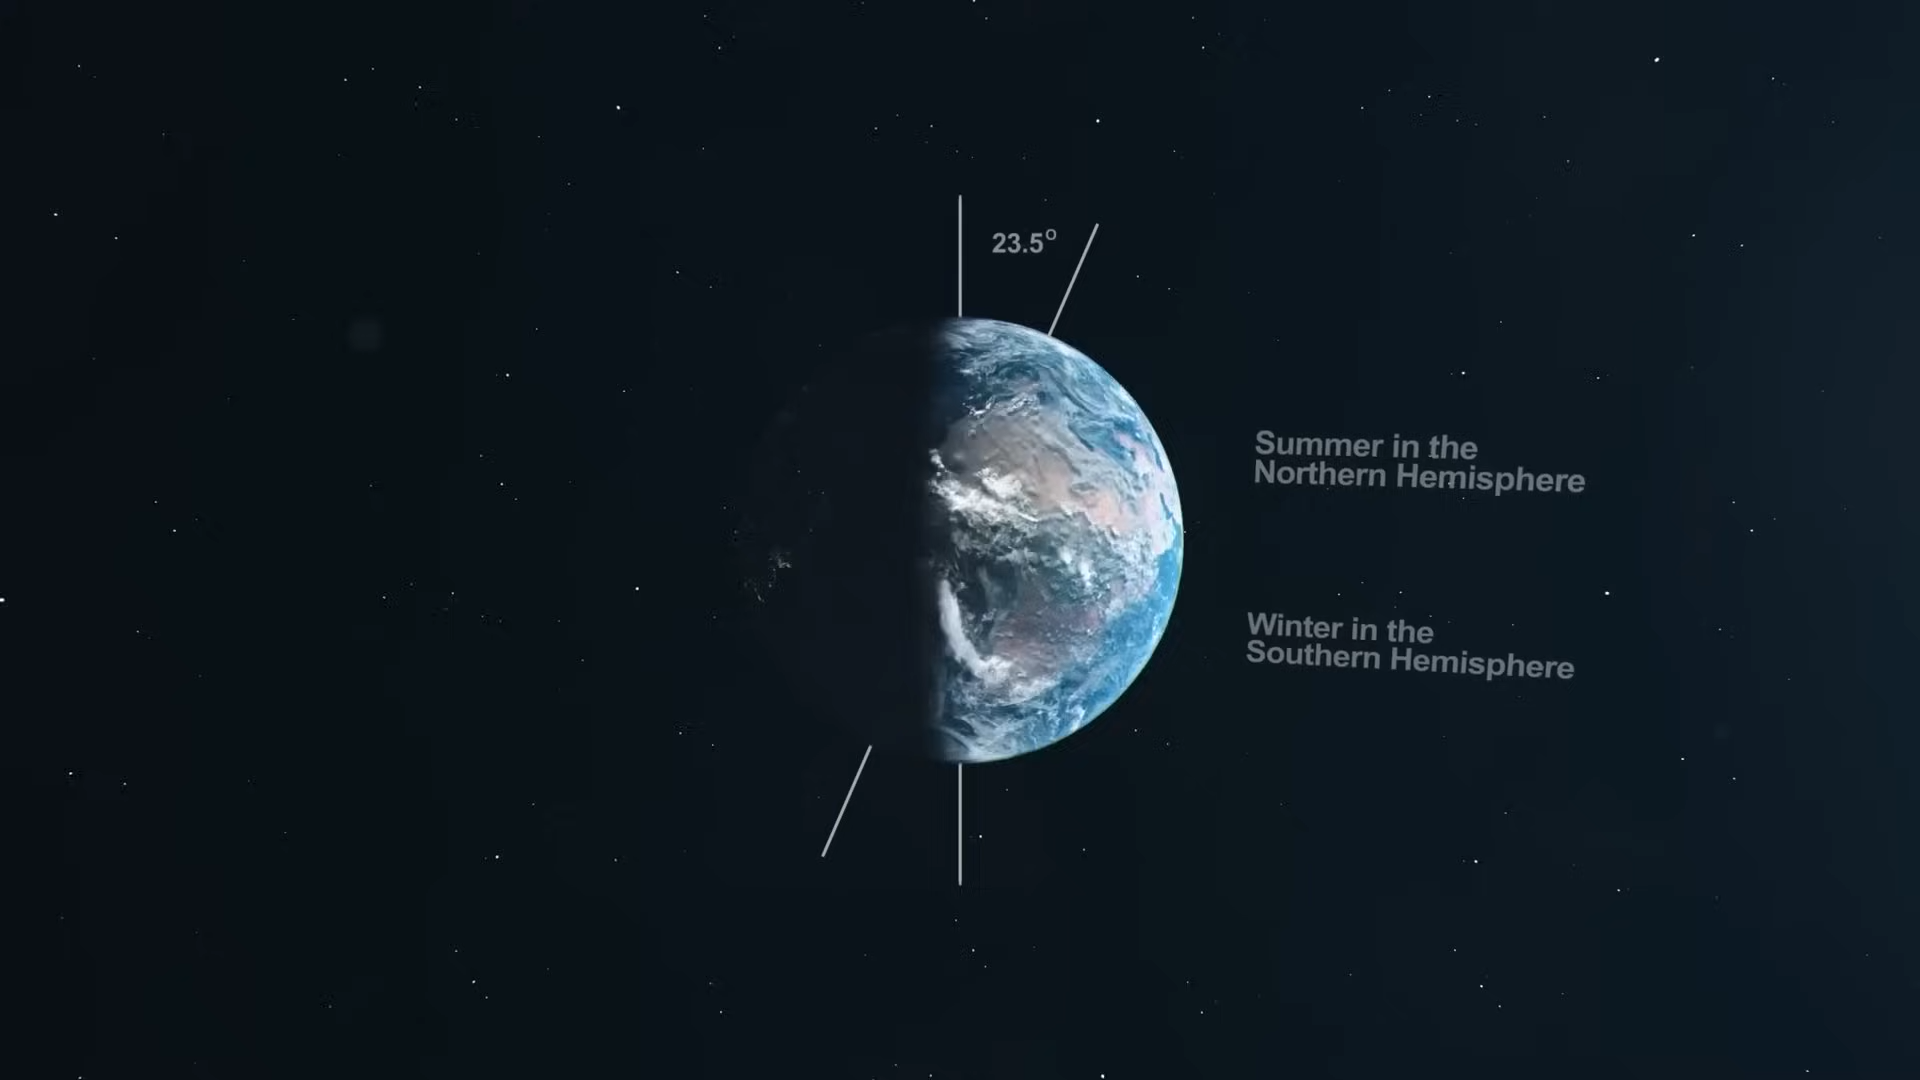 23.5°
Summer in the
Northern Hemisphere
Winter in the
Southern Hemisphere